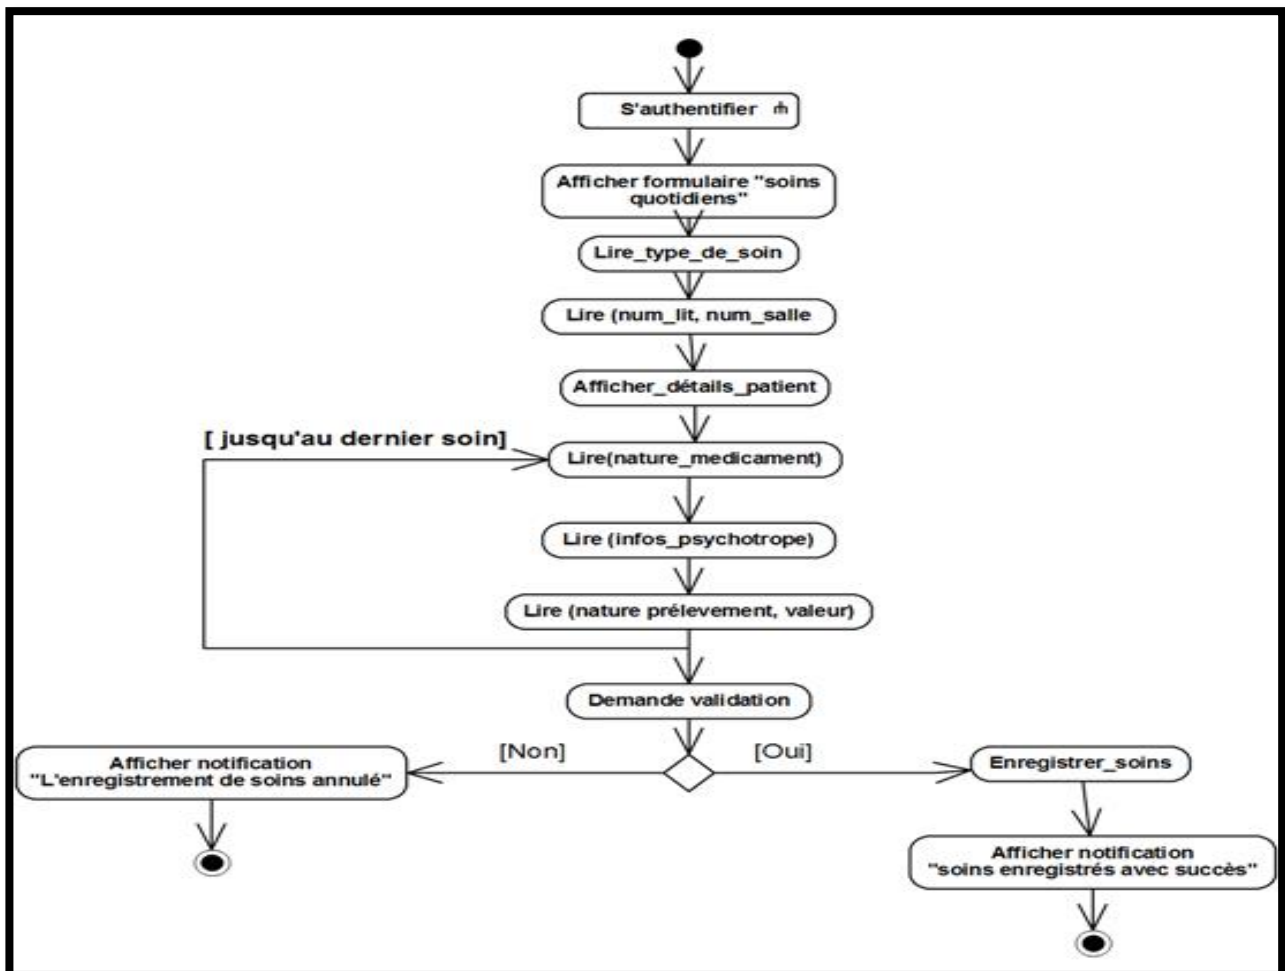 S'authentifier
Afficher formulaire "soins
quotidiens"
Lire_type_de_soin
Lire (num_lit, num_salle
Afficher_détails_patient
[ jusqu'au dernier soin]
Lire(nature_medicament)
Lire (infos_psychotrope)
Lire (nature prélevement, valeur)
Demande validation
[Non]
[Oui]
Afficher notification
"L'enregistrement de soins annulé"
Enregistrer_soins
Afficher notification
"soins enregistrés avec succès"